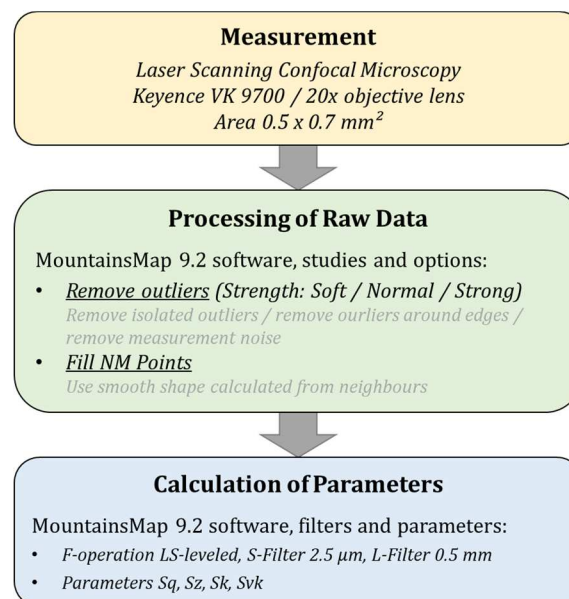 Measurement
Laser Scanning Confocal Microscopy
Keyence VK 9700 / 20x objective lens
Area 0.5 x 0.7 mm²
Processing of Raw Data
MountainsMap 9.2 software, studies and options:
• Remove outliers (Strength: Soft / Normal / Strong)
Remove isolated outliers / remove ourliers around edges /
remove measurement noise
• Fill NM Points
Use smooth shape calculated from neighbours
Calculation of Parameters
MountainsMap 9.2 software, filters and parameters:
• F-operation LS-leveled, S-Filter 2.5 µm, L-Filter 0.5 mm
• Parameters Sq, Sz, Sk, Svk